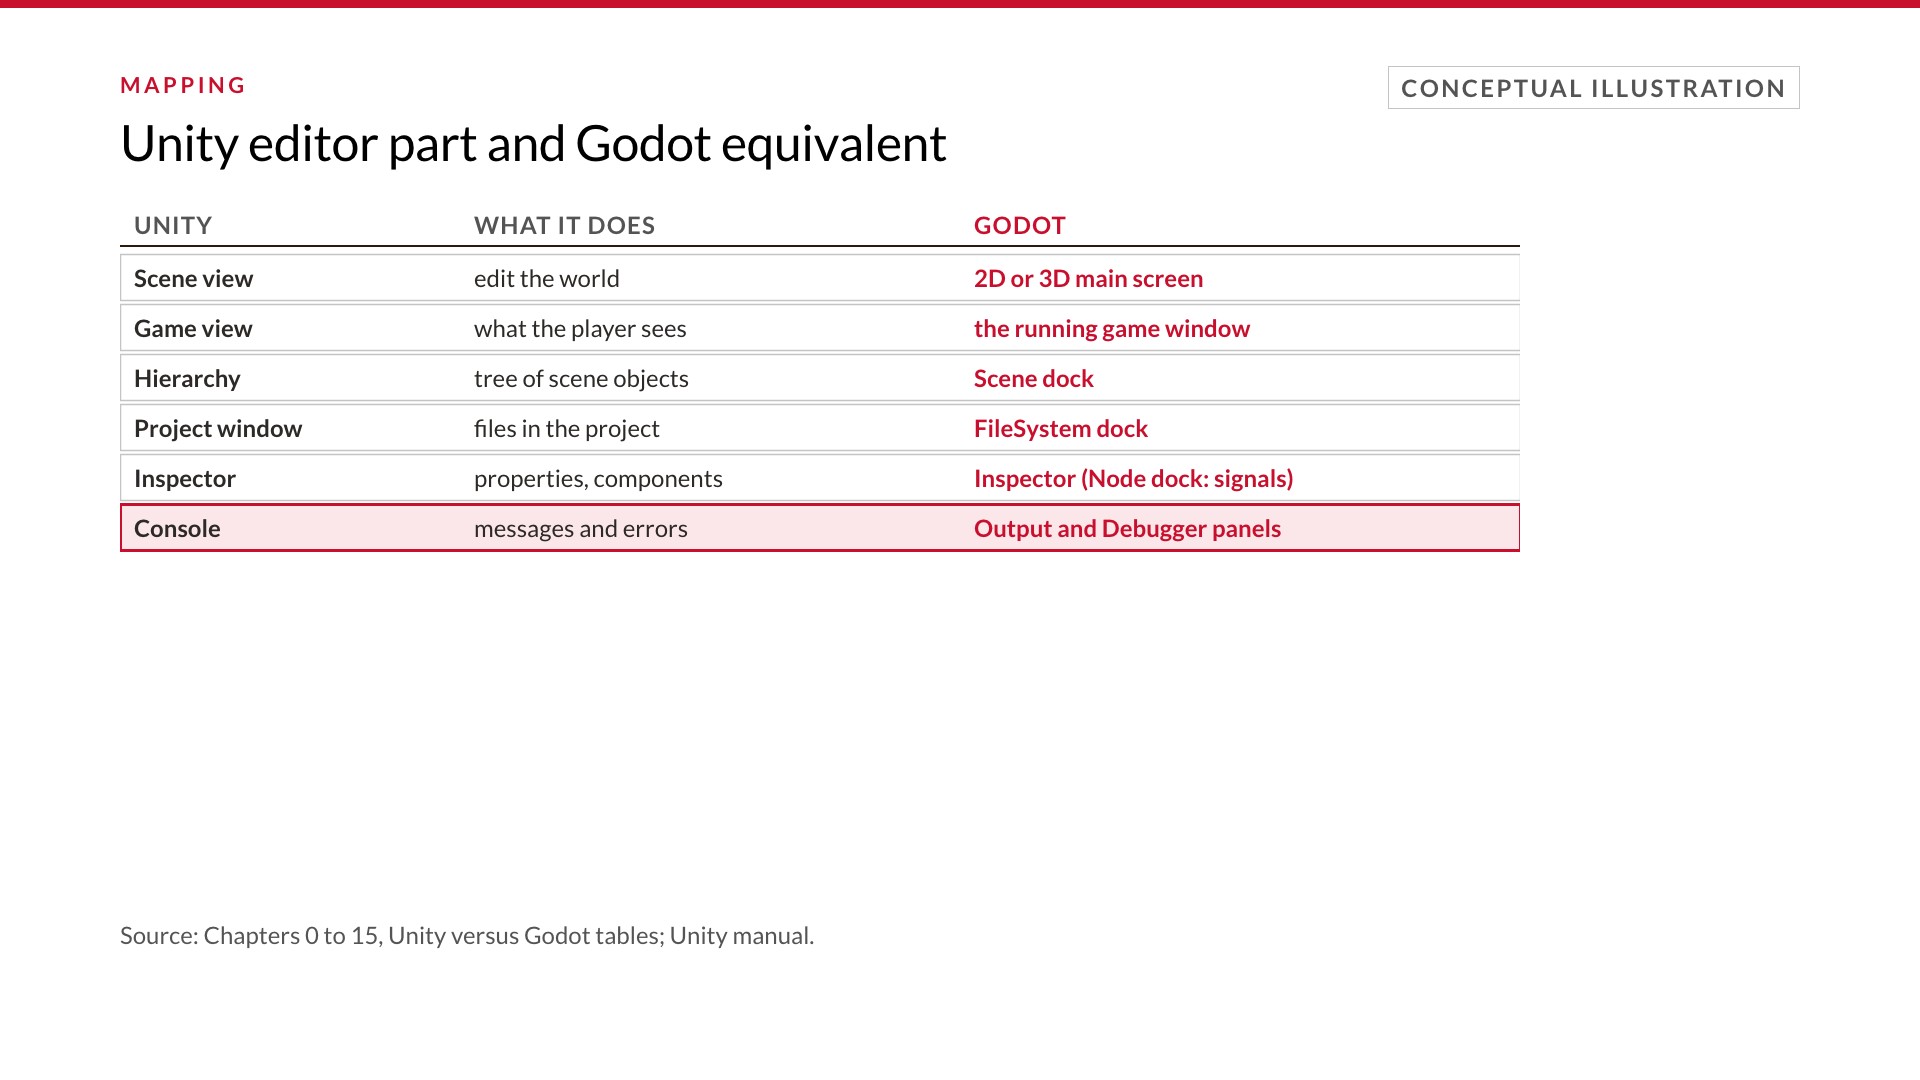 MAPPING
CONCEPTUAL ILLUSTRATION
Unity editor part and Godot equivalent
UNITY WHAT IT DOES GODOT
Scene view edit the world 2D or 3D main screen
Game view what the player sees the running game window
Hierarchy tree of scene objects Scene dock
Project window files in the project FileSystem dock
Inspector properties, components Inspector (Node dock: signals)
Console messages and errors Output and Debugger panels
Source: Chapters 0 to 15, Unity versus Godot tables; Unity manual.